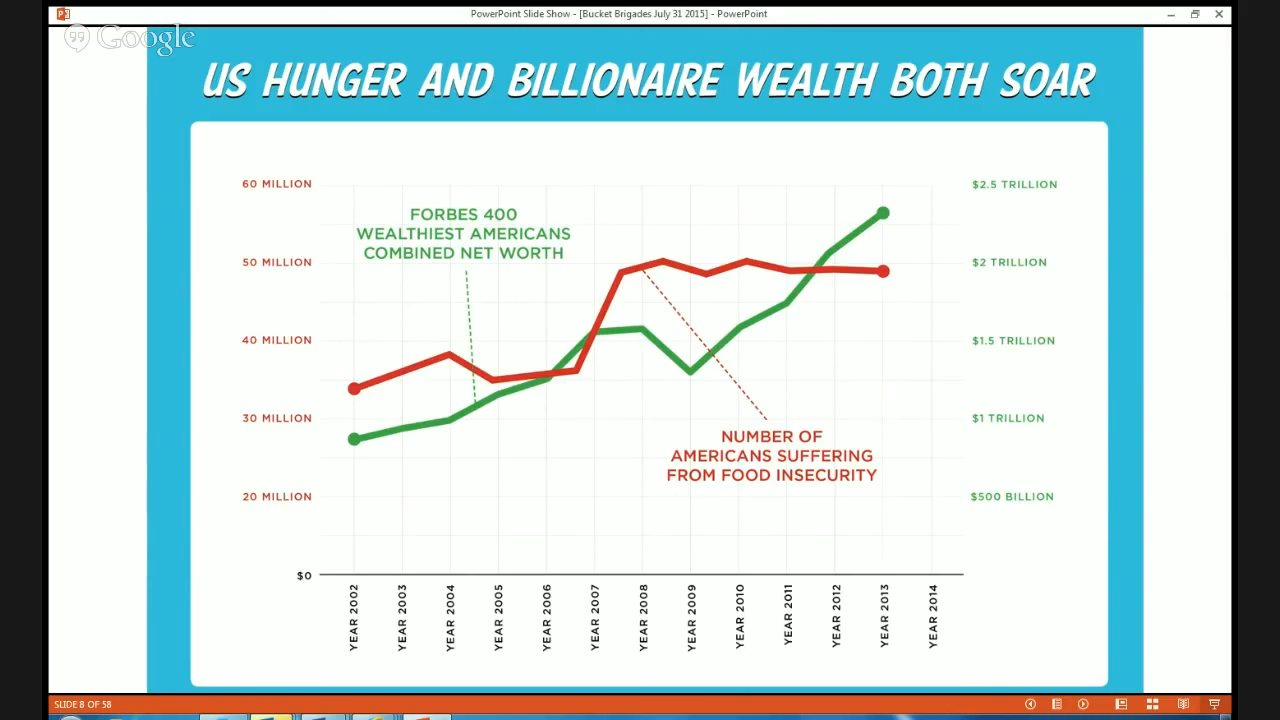 PowerPoint Slide Show - [Bucket Brigades July 31 2015] - PowerPoint
Google
US HUNGER AND BILLIONAIRE WEALTH BOTH SOAR
60 MILLION
$2.5 TRILLION
FORBES 400
WEALTHIEST AMERICANS
COMBINED NET WORTH
50 MILLION
$2 TRILLION
40 MILLION
$1.5 TRILLION
30 MILLION
$1 TRILLION
NUMBER OF
AMERICANS SUFFERING
FROM FOOD INSECURITY
20 MILLION
$500 BILLION
$0
YEAR 2002
YEAR 2003
YEAR 2004
YEAR 2005
YEAR 2006
YEAR 2007
YEAR 2008
YEAR 2009
YEAR 2010
YEAR 2011
YEAR 2012
YEAR 2013
YEAR 2014
SLIDE 8 OF 58